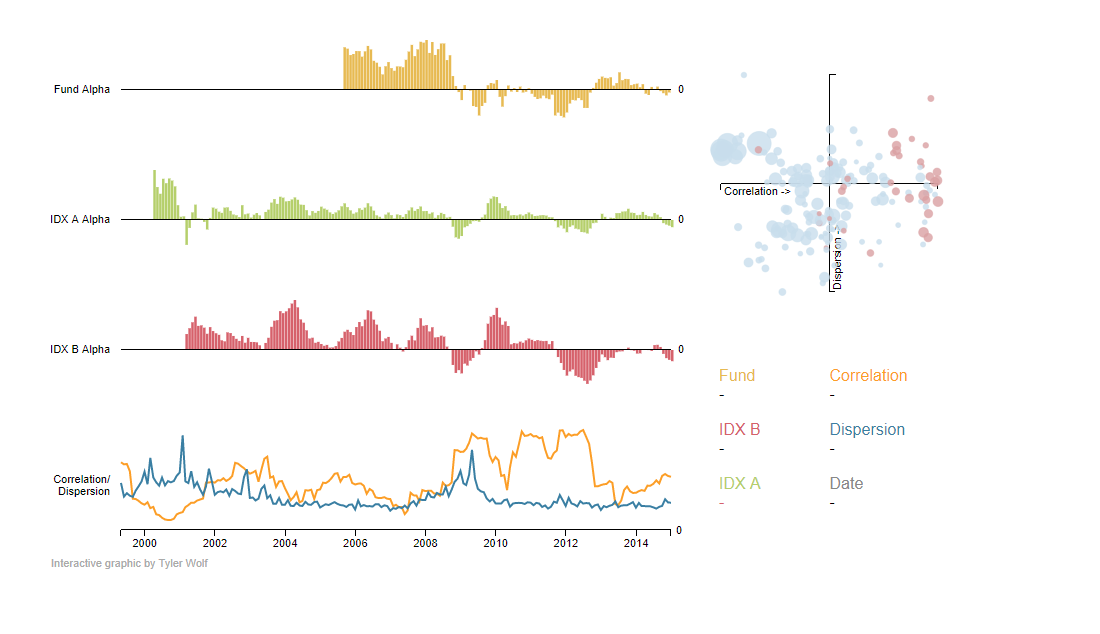 Fund Alpha
0
IDX A Alpha
0
IDX B Alpha
0
Correlation/
Dispersion
0
2000 2002 2004 2006 2008 2010 2012 2014
Interactive graphic by Tyler Wolf
Correlation ->
Dispersion ->
Fund Correlation
- -
IDX B Dispersion
- -
IDX A Date
- -